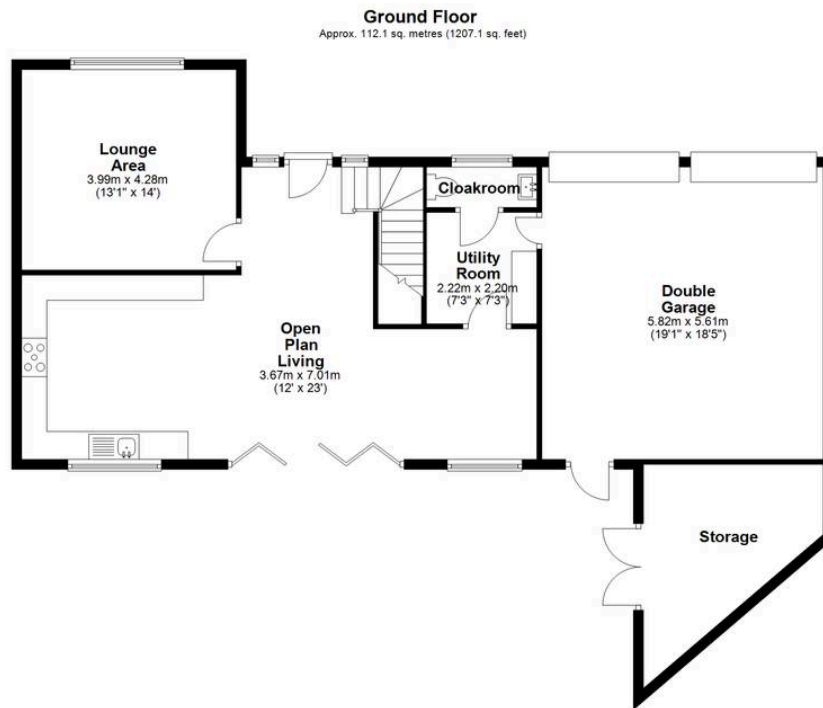 Ground Floor
Approx. 112.1 sq. metres (1207.1 sq. feet)
Lounge
Area
3.99m x 4.28m
(13'1" x 14')
Cloakroom
Utility
Room
2.22m x 2.20m
(7'3" x 7'3")
Double
Garage
5.82m x 5.61m
(19'1" x 18'5")
Open
Plan
Living
3.67m x 7.01m
(12' x 23')
Storage